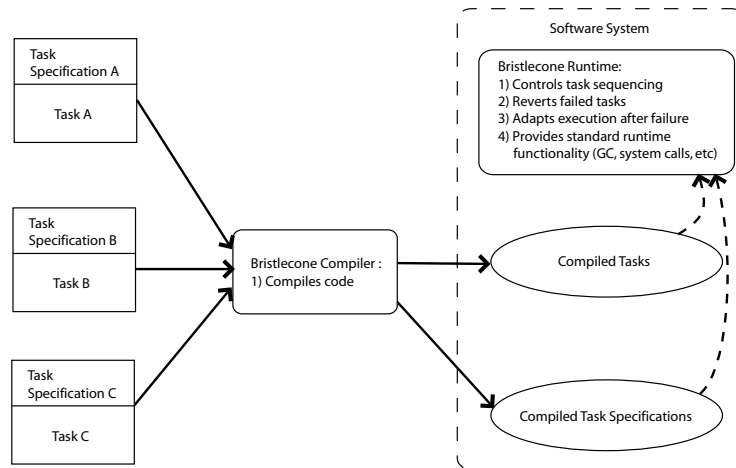 Task
Specification A
Task A
Task
Specification B
Task B
Task
Specification C
Task C
Bristlecone Compiler :
1) Compiles code
Software System
Bristlecone Runtime:
1) Controls task sequencing
2) Reverts failed tasks
3) Adapts execution after failure
4) Provides standard runtime
functionality (GC, system calls, etc)
Compiled Tasks
Compiled Task Specifications